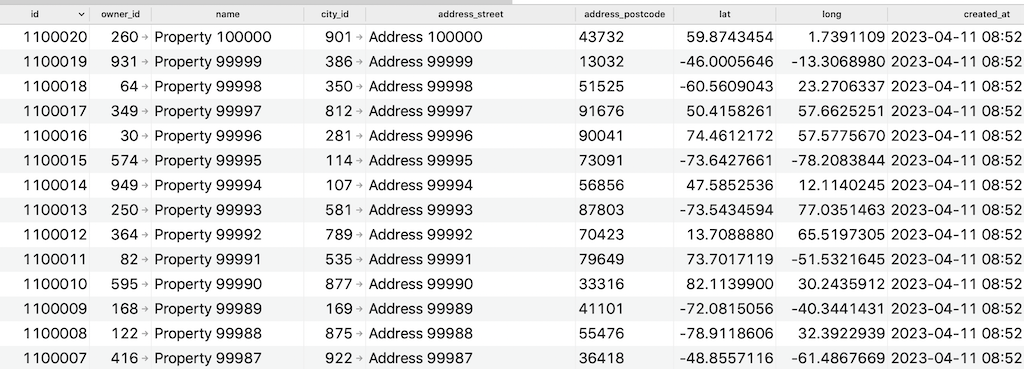 id owner_id name city_id address_street address_postcode lat long created_at
1100020 260 → Property 100000 901 → Address 100000 43732 59.8743454 1.7391109 2023-04-11 08:52
1100019 931 → Property 99999 386 → Address 99999 13032 -46.0005646 -13.3068980 2023-04-11 08:52
1100018 64 → Property 99998 350 → Address 99998 51525 -60.5609043 23.2706337 2023-04-11 08:52
1100017 349 → Property 99997 812 → Address 99997 91676 50.4158261 57.6625251 2023-04-11 08:52
1100016 30 → Property 99996 281 → Address 99996 90041 74.4612172 57.5775670 2023-04-11 08:52
1100015 574 → Property 99995 114 → Address 99995 73091 -73.6427661 -78.2083844 2023-04-11 08:52
1100014 949 → Property 99994 107 → Address 99994 56856 47.5852536 12.1140245 2023-04-11 08:52
1100013 250 → Property 99993 581 → Address 99993 87803 -73.5434594 77.0351463 2023-04-11 08:52
1100012 364 → Property 99992 789 → Address 99992 70423 13.7088880 65.5197305 2023-04-11 08:52
1100011 82 → Property 99991 535 → Address 99991 79649 73.7017119 -51.5321645 2023-04-11 08:52
1100010 595 → Property 99990 877 → Address 99990 33316 82.1139900 30.2435912 2023-04-11 08:52
1100009 168 → Property 99989 169 → Address 99989 41101 -72.0815056 -40.3441431 2023-04-11 08:52
1100008 122 → Property 99988 875 → Address 99988 55476 -78.9118606 32.3922939 2023-04-11 08:52
1100007 416 → Property 99987 922 → Address 99987 36418 -48.8557116 -61.4867669 2023-04-11 08:52